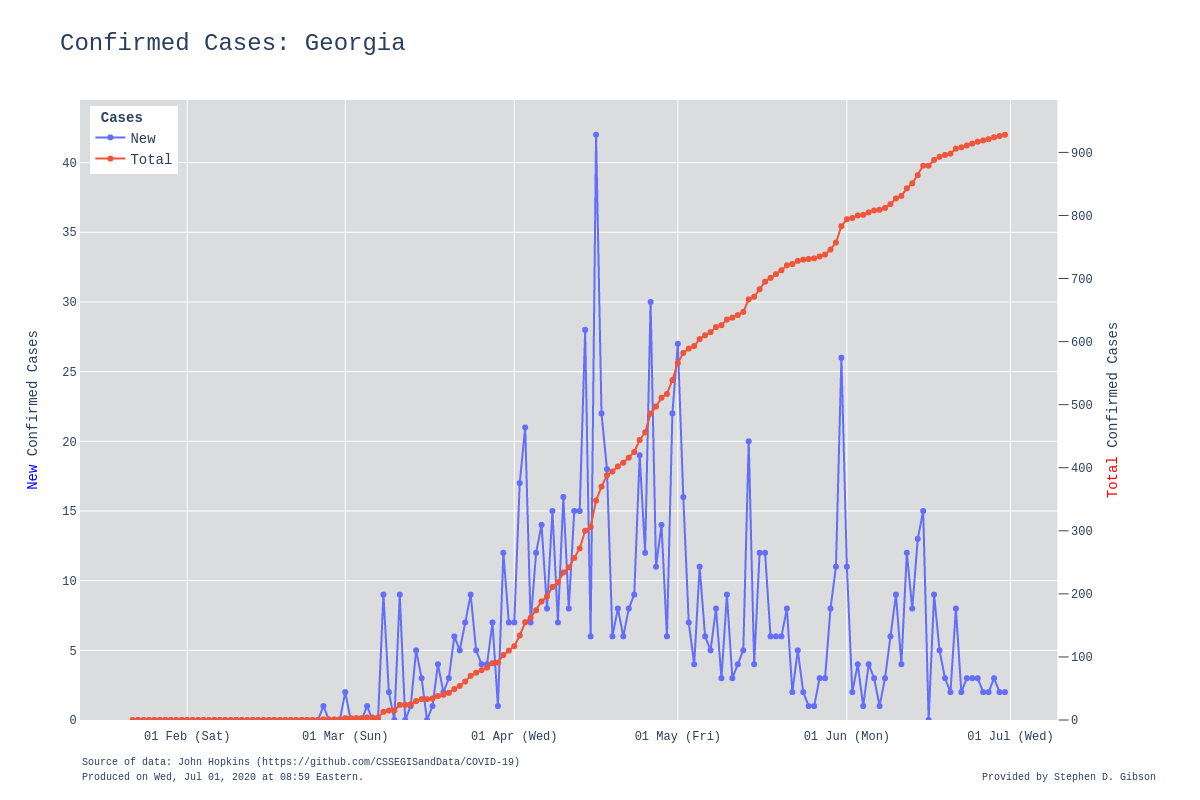 Confirmed Cases: Georgia
Cases
New
Total
40
35
30
25
20
15
10
5
0
900
800
700
600
500
400
300
200
100
0
New Confirmed Cases
Total Confirmed Cases
01 Feb (Sat)
01 Mar (Sun)
01 Apr (Wed)
01 May (Fri)
01 Jun (Mon)
01 Jul (Wed)
Source of data: John Hopkins (https://github.com/CSSEGISandData/COVID-19)
Produced on Wed, Jul 01, 2020 at 08:59 Eastern.
Provided by Stephen D. Gibson